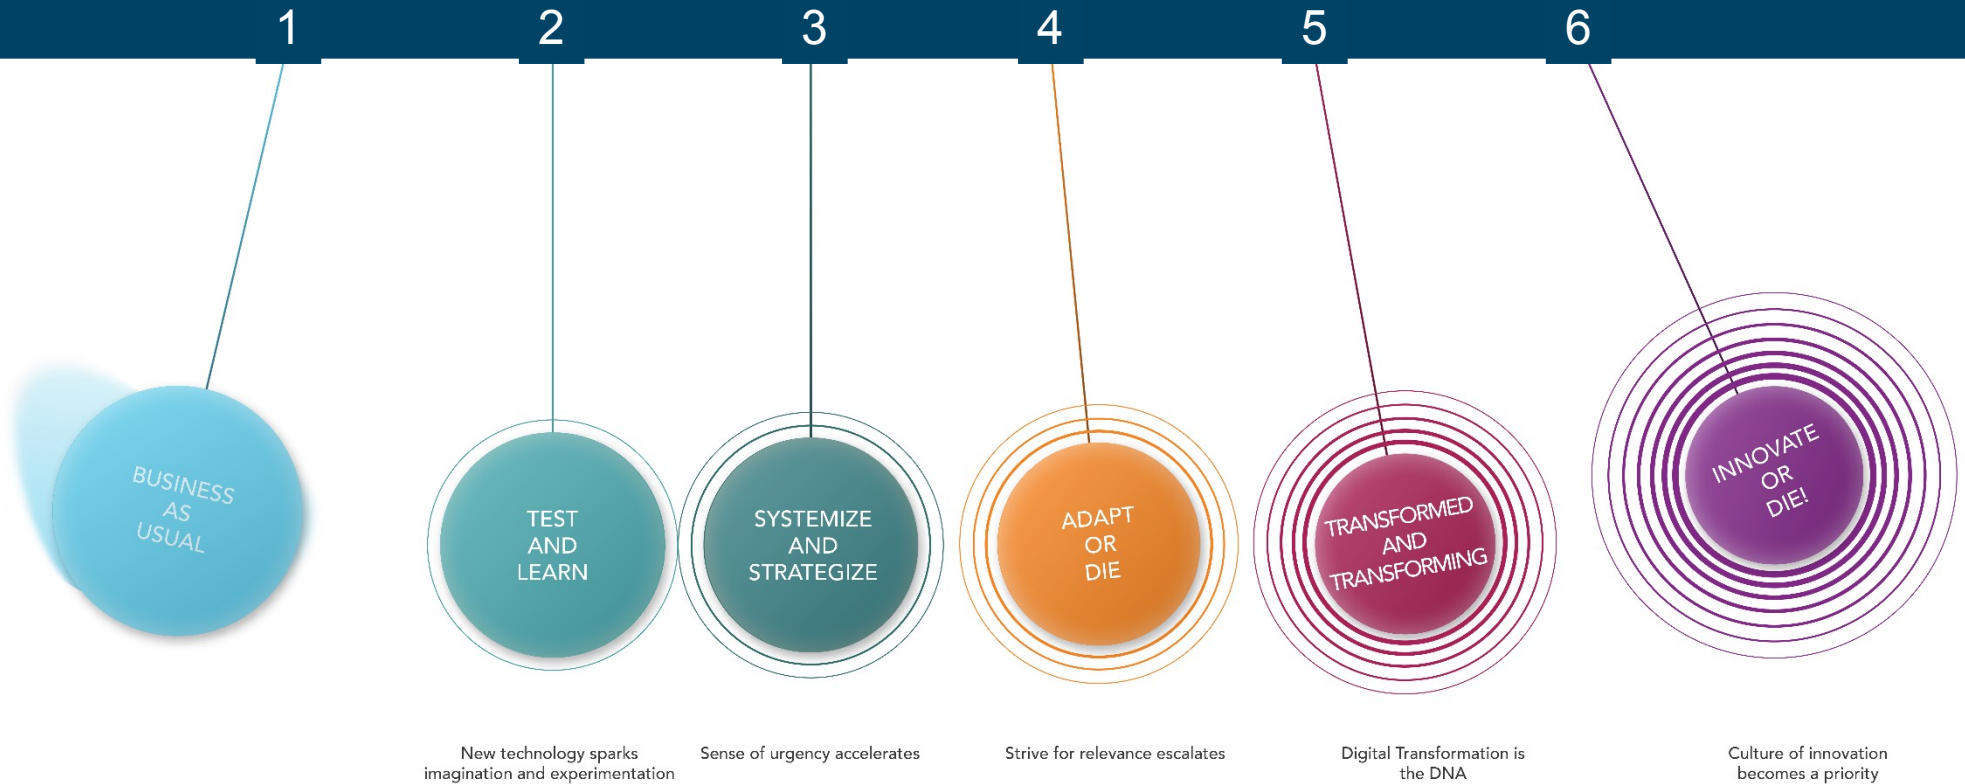 1 2 3 4 5 6
BUSINESS
AS
USUAL
TEST
AND
LEARN
SYSTEMIZE
AND
STRATEGIZE
ADAPT
OR
DIE
TRANSFORMED
AND
TRANSFORMING
INNOVATE
OR
DIE!
New technology sparks
imagination and experimentation
Sense of urgency accelerates
Strive for relevance escalates
Digital Transformation is
the DNA
Culture of innovation
becomes a priority